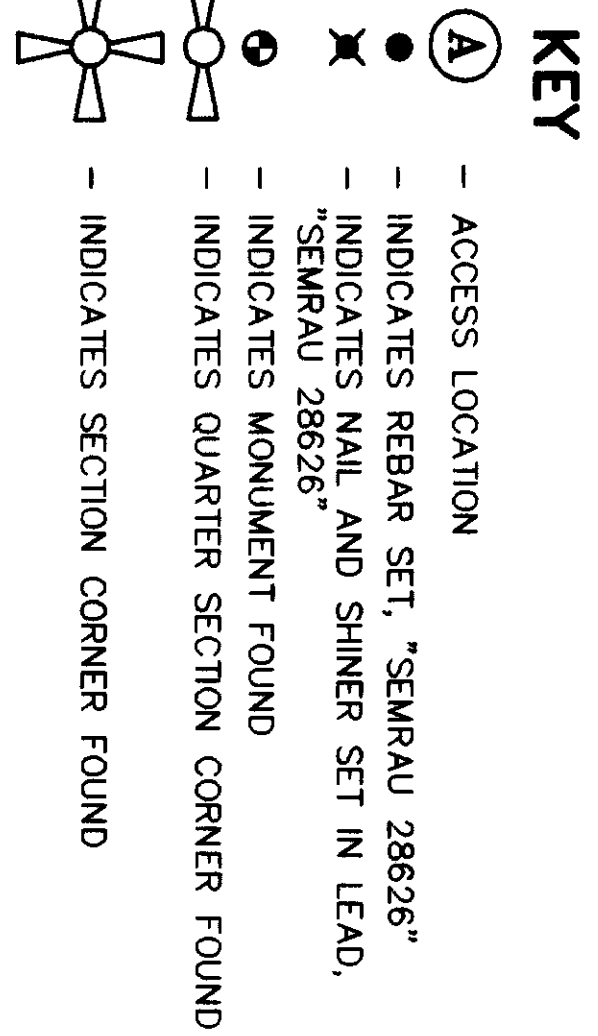 KEY
A - ACCESS LOCATION
- INDICATES REBAR SET, "SEMRAU 28626"
- INDICATES NAIL AND SHINER SET IN LEAD,
"SEMRAU 28626"
- INDICATES MONUMENT FOUND
- INDICATES QUARTER SECTION CORNER FOUND
- INDICATES SECTION CORNER FOUND